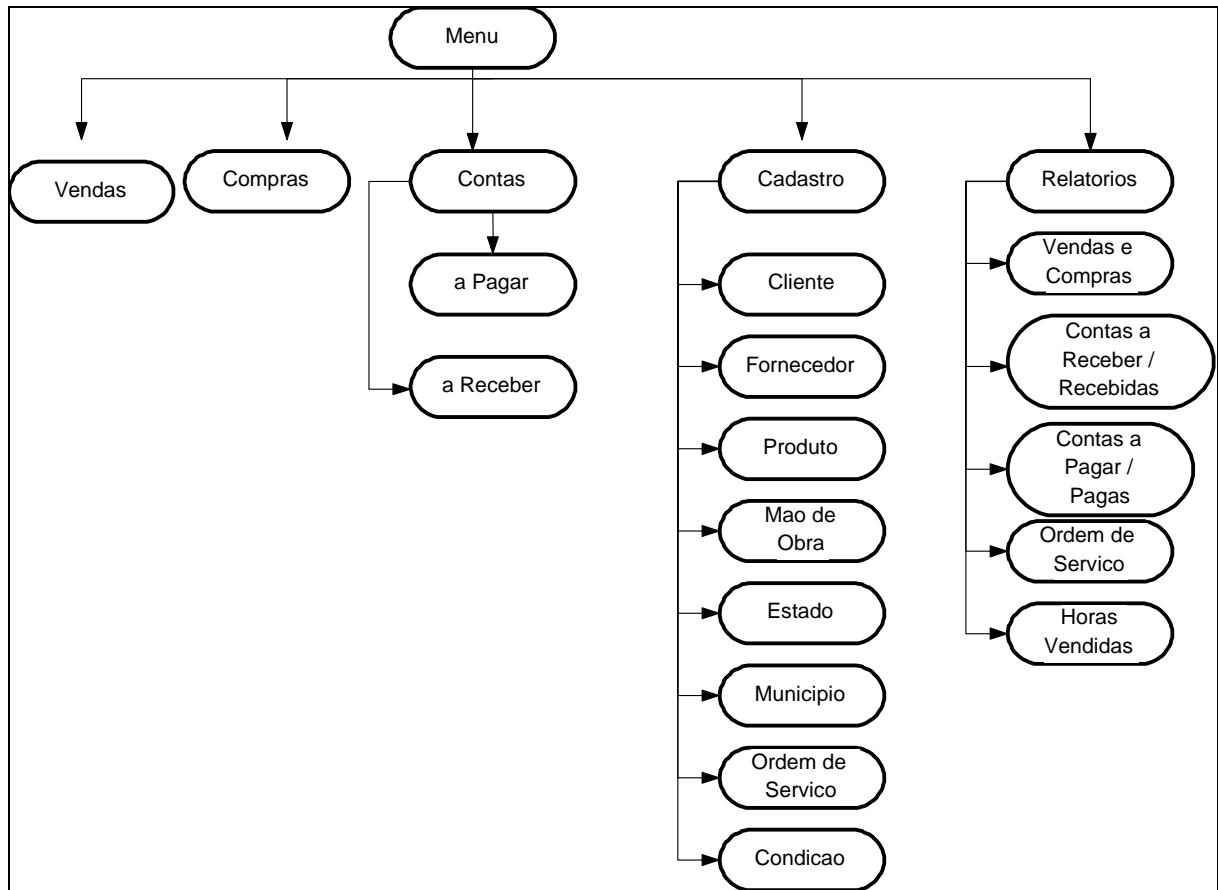 Menu
Vendas
Compras
Contas
a Pagar
a Receber
Cadastro
Cliente
Fornecedor
Produto
Mao de
Obra
Estado
Municipio
Ordem de
Servico
Condicao
Relatorios
Vendas e
Compras
Contas a
Receber /
Recebidas
Contas a
Pagar /
Pagas
Ordem de
Servico
Horas
Vendidas